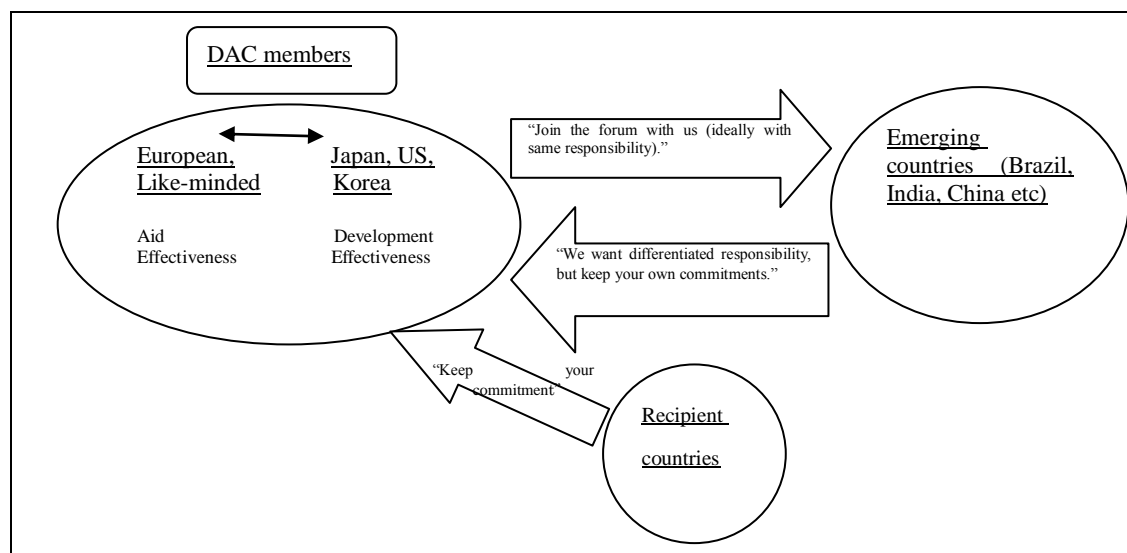 DAC members
European,
Like-minded
Aid
Effectiveness
Japan, US,
Korea
Development
Effectiveness
“Join the forum with us (ideally with
same responsibility).”
Emerging
countries (Brazil,
India, China etc)
“We want differentiated responsibility,
but keep your own commitments.”
“Keep your
commitment”
Recipient
countries